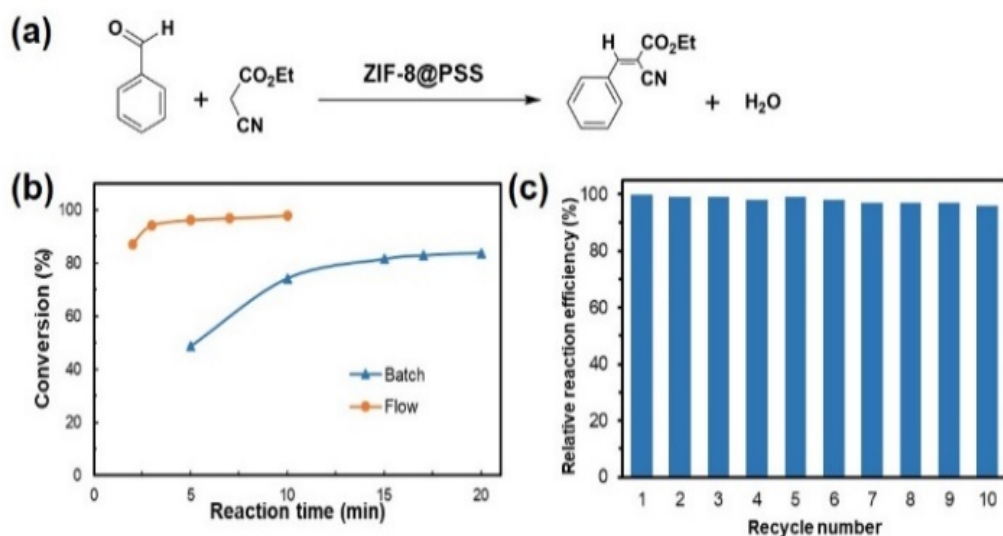 (a)
O
H
+
CO₂Et
CN
ZIF-8@PSS
H
CO₂Et
CN
+
H₂O
(b)
Conversion (%)
100
80
60
40
20
0
Batch
Flow
0 5 10 15 20
Reaction time (min)
(c)
Relative reaction efficiency (%)
100
80
60
40
20
0
1 2 3 4 5 6 7 8 9 10
Recycle number